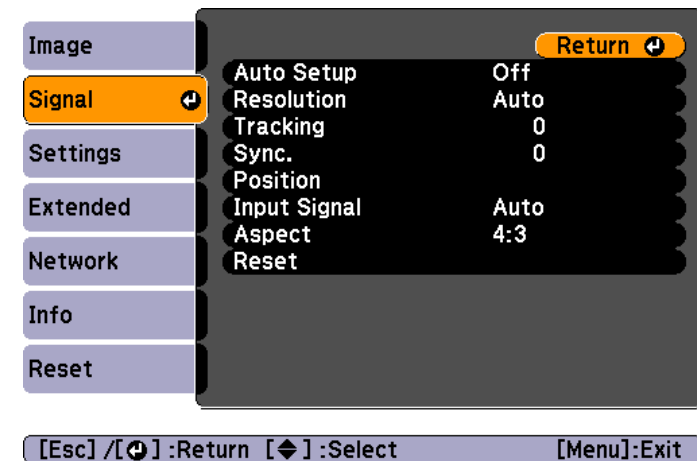 Image
Signal
Settings
Extended
Network
Info
Reset
Return
Auto Setup Off
Resolution Auto
Tracking 0
Sync. 0
Position
Input Signal Auto
Aspect 4:3
Reset
[Esc] /[ ] :Return [ ] :Select [Menu]:Exit